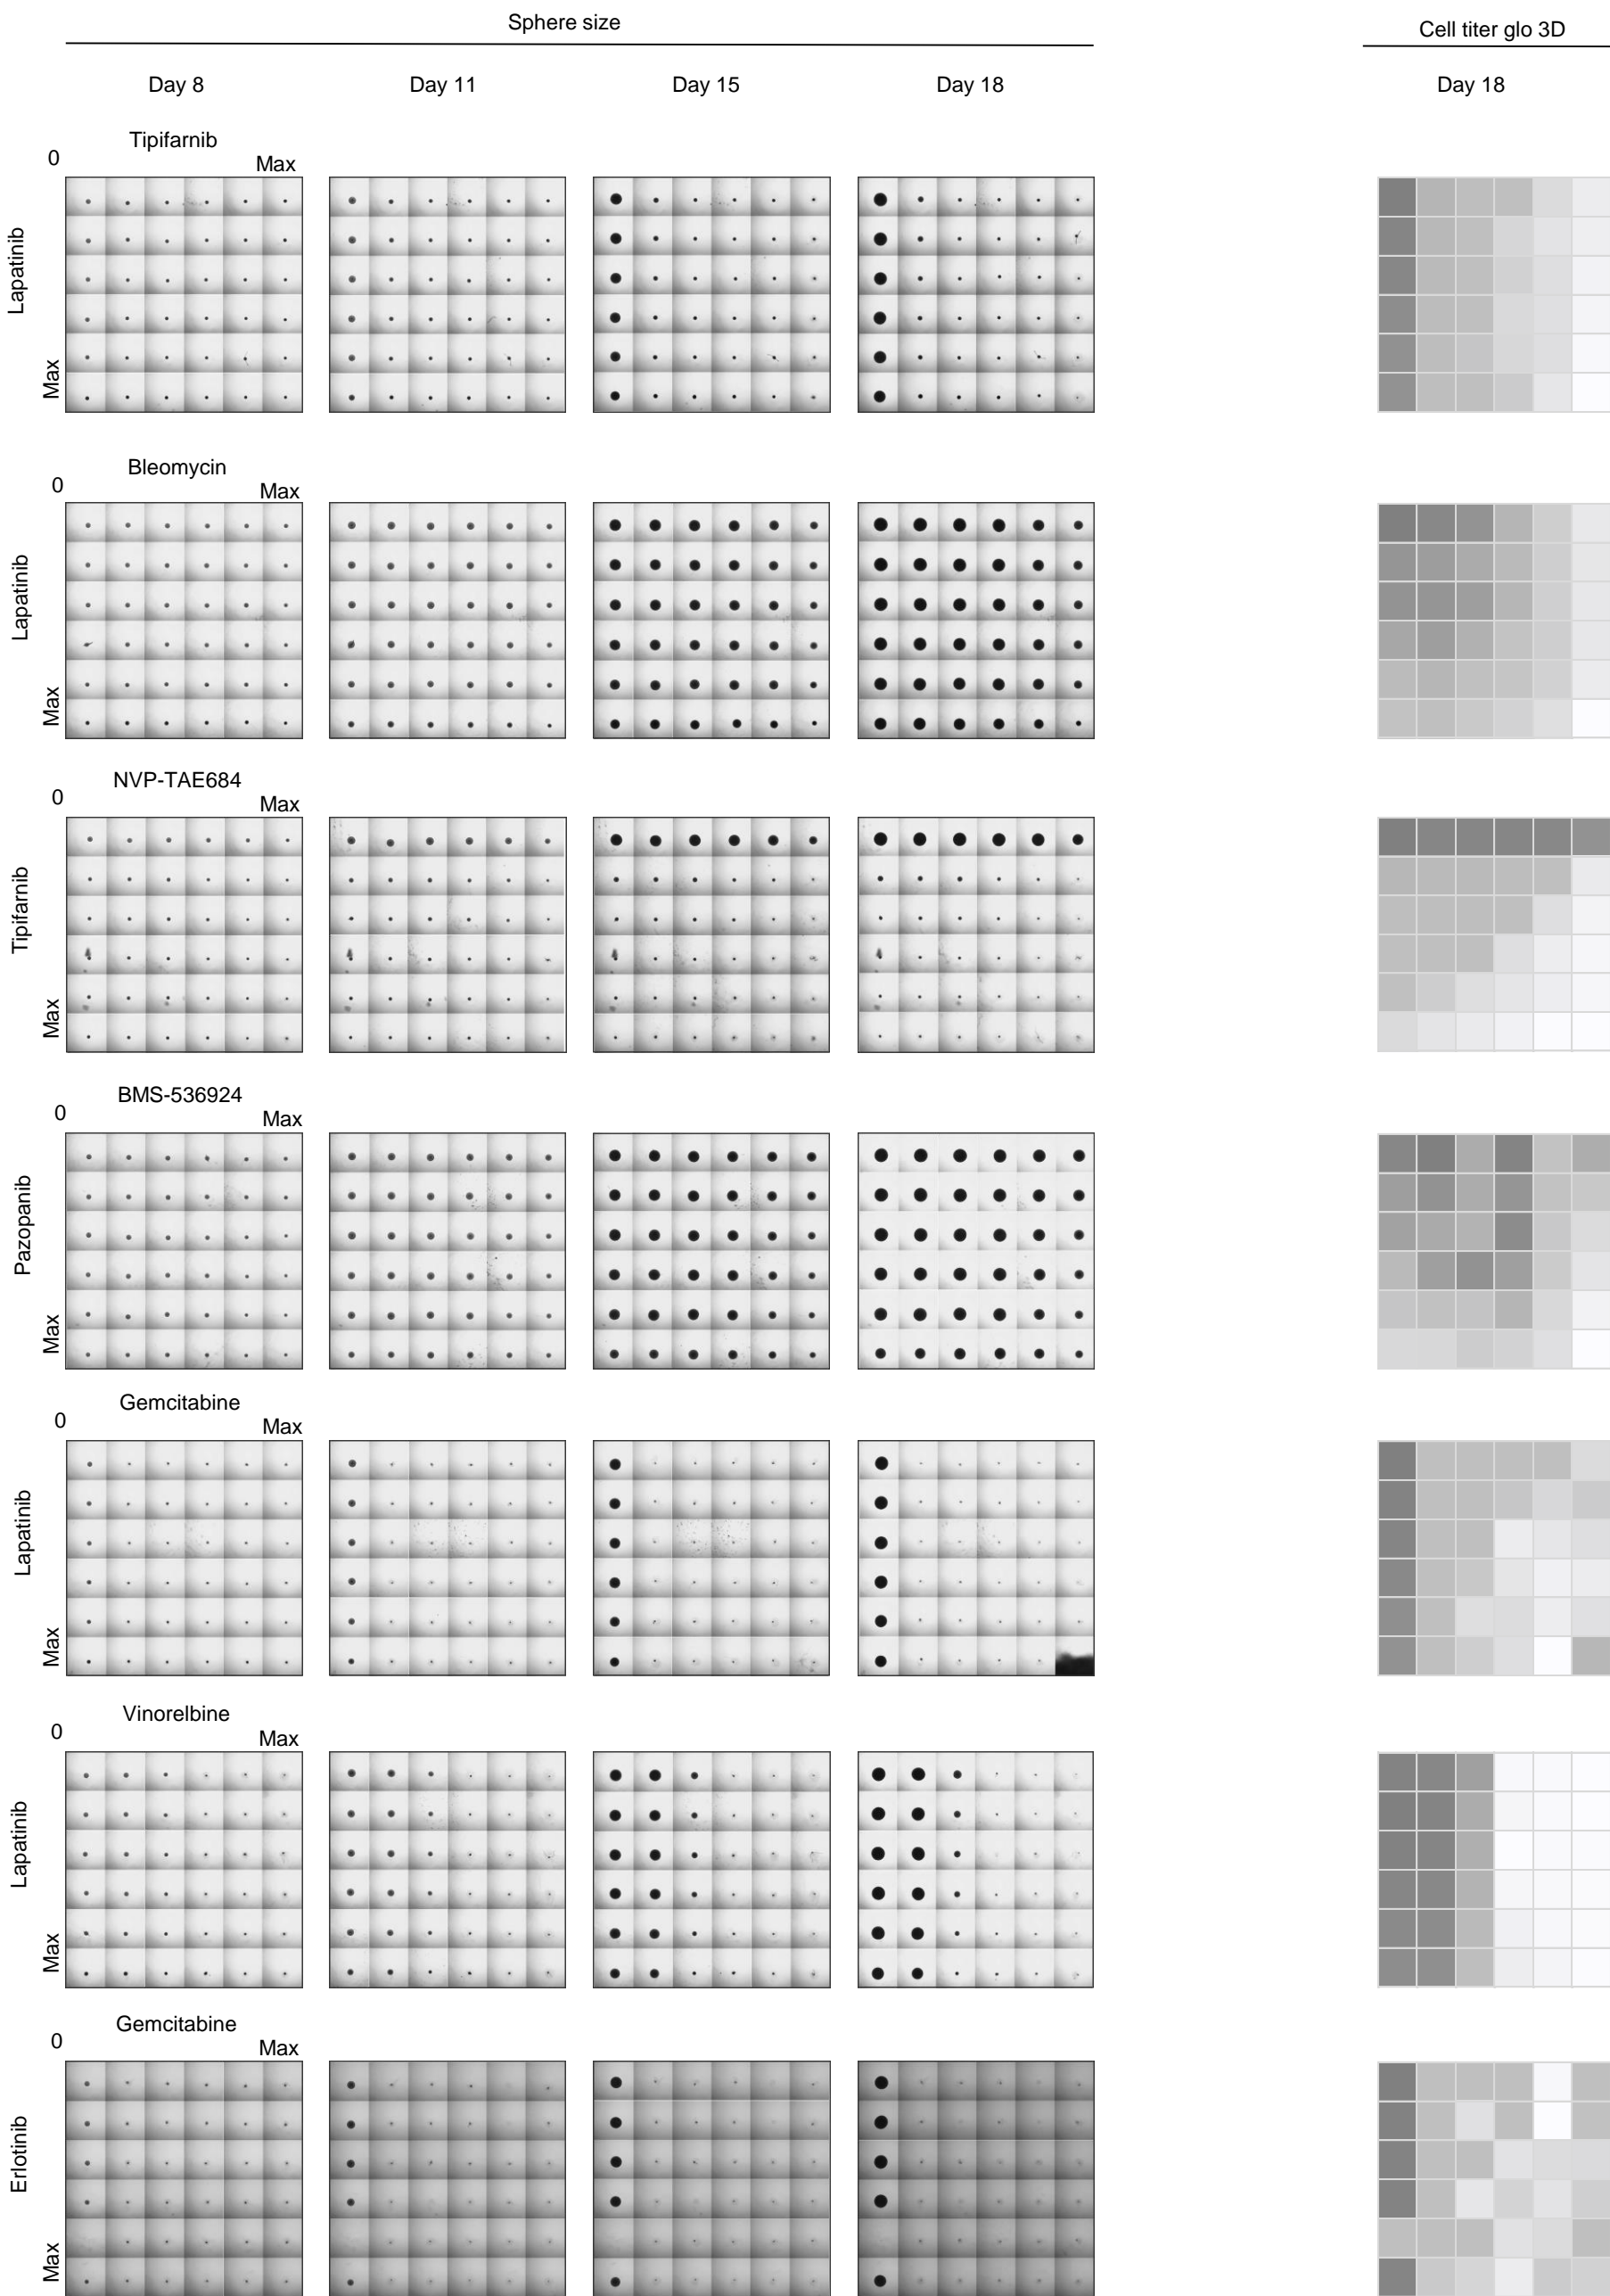 Sphere size
Cell titer glo 3D
Day 8
Day 11
Day 15
Day 18
Day 18
Tipifarnib
0
Max
Lapatinib
Max
Bleomycin
0
Max
Lapatinib
Max
NVP-TAE684
0
Max
Tipifarnib
Max
BMS-536924
0
Max
Pazopanib
Max
Gemcitabine
0
Max
Lapatinib
Max
Vinorelbine
0
Max
Lapatinib
Max
Gemcitabine
0
Max
Erlotinib
Max